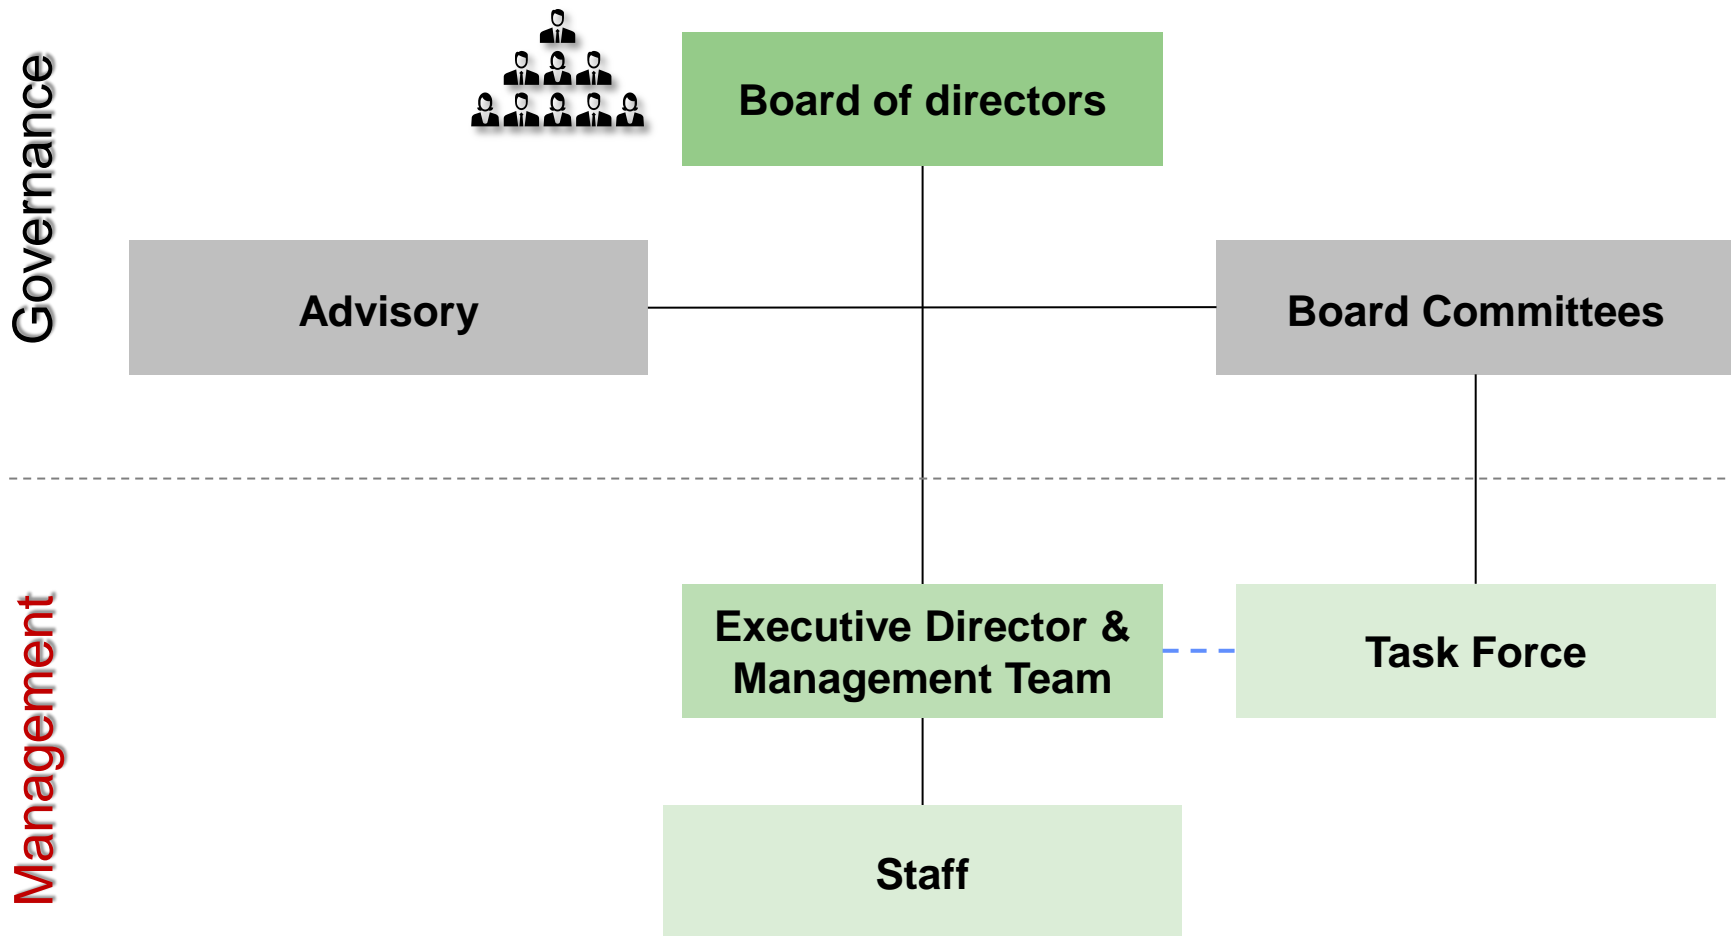 Governance
Board of directors
Advisory
Board Committees
Management
Executive Director &
Management Team
Task Force
Staff